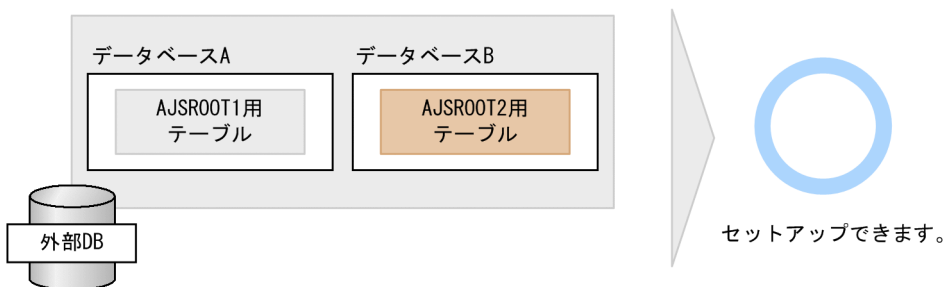 データベースA
データベースB
AJSROOT1用
テーブル
AJSROOT2用
テーブル
外部DB
セットアップできます。